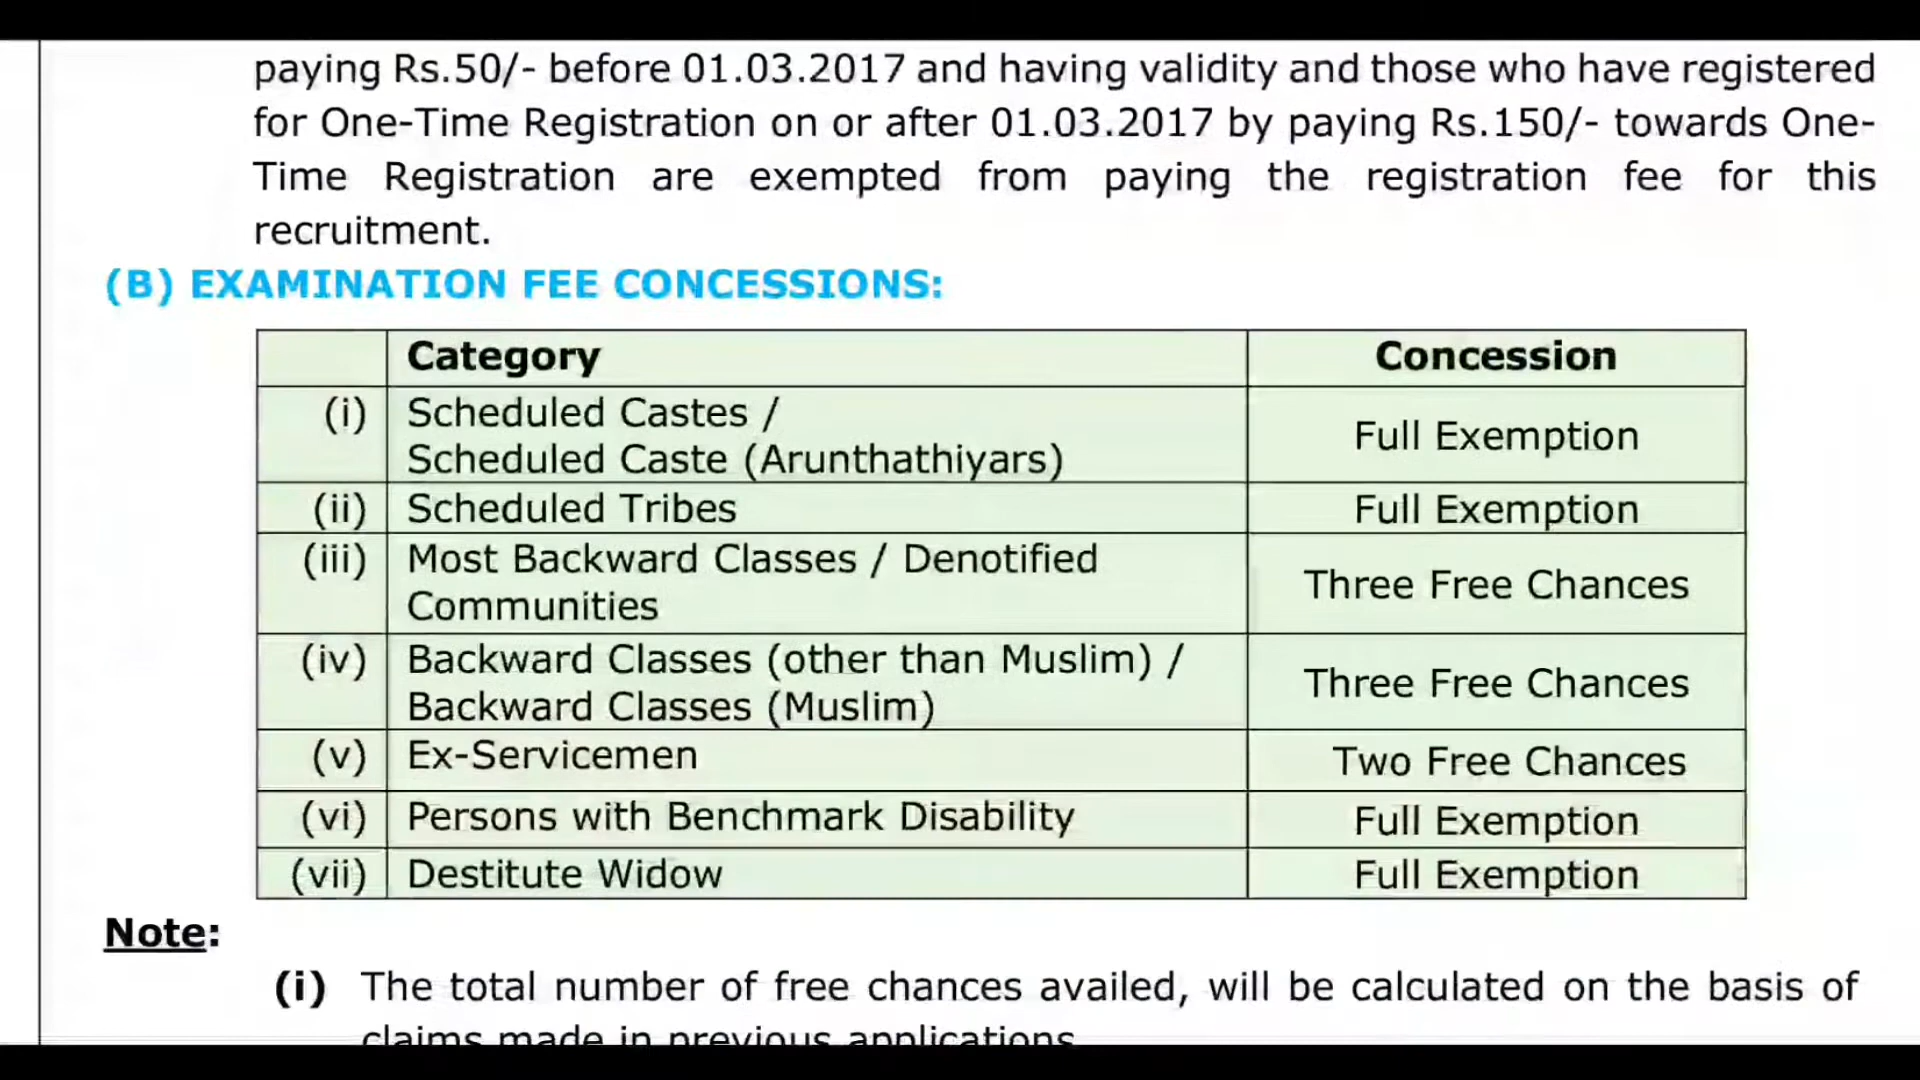 paying Rs.50/- before 01.03.2017 and having validity and those who have registered
for One-Time Registration on or after 01.03.2017 by paying Rs.150/- towards One-
Time Registration are exempted from paying the registration fee for this
recruitment.
(B) EXAMINATION FEE CONCESSIONS:
Category Concession
(i) Scheduled Castes /
Scheduled Caste (Arunthathiyars) Full Exemption
(ii) Scheduled Tribes Full Exemption
(iii) Most Backward Classes / Denotified
Communities Three Free Chances
(iv) Backward Classes (other than Muslim) /
Backward Classes (Muslim) Three Free Chances
(v) Ex-Servicemen Two Free Chances
(vi) Persons with Benchmark Disability Full Exemption
(vii) Destitute Widow Full Exemption
Note:
(i) The total number of free chances availed, will be calculated on the basis of
claims made in previous applications